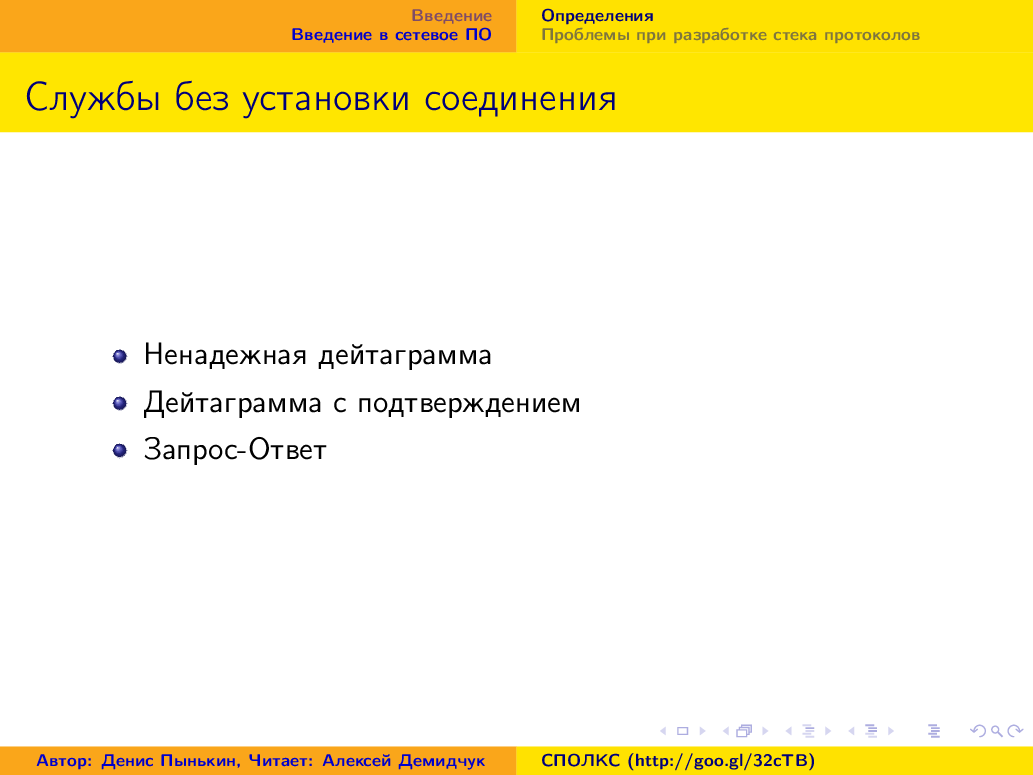 Введение
Введение в сетевое ПО
Определения
Проблемы при разработке стека протоколов
Службы без установки соединения
Ненадежная дейтаграмма
Дейтаграмма с подтверждением
Запрос-Ответ
Автор: Денис Пынькин, Читает: Алексей Демидчук
СПОЛКС (http://goo.gl/32cTB)